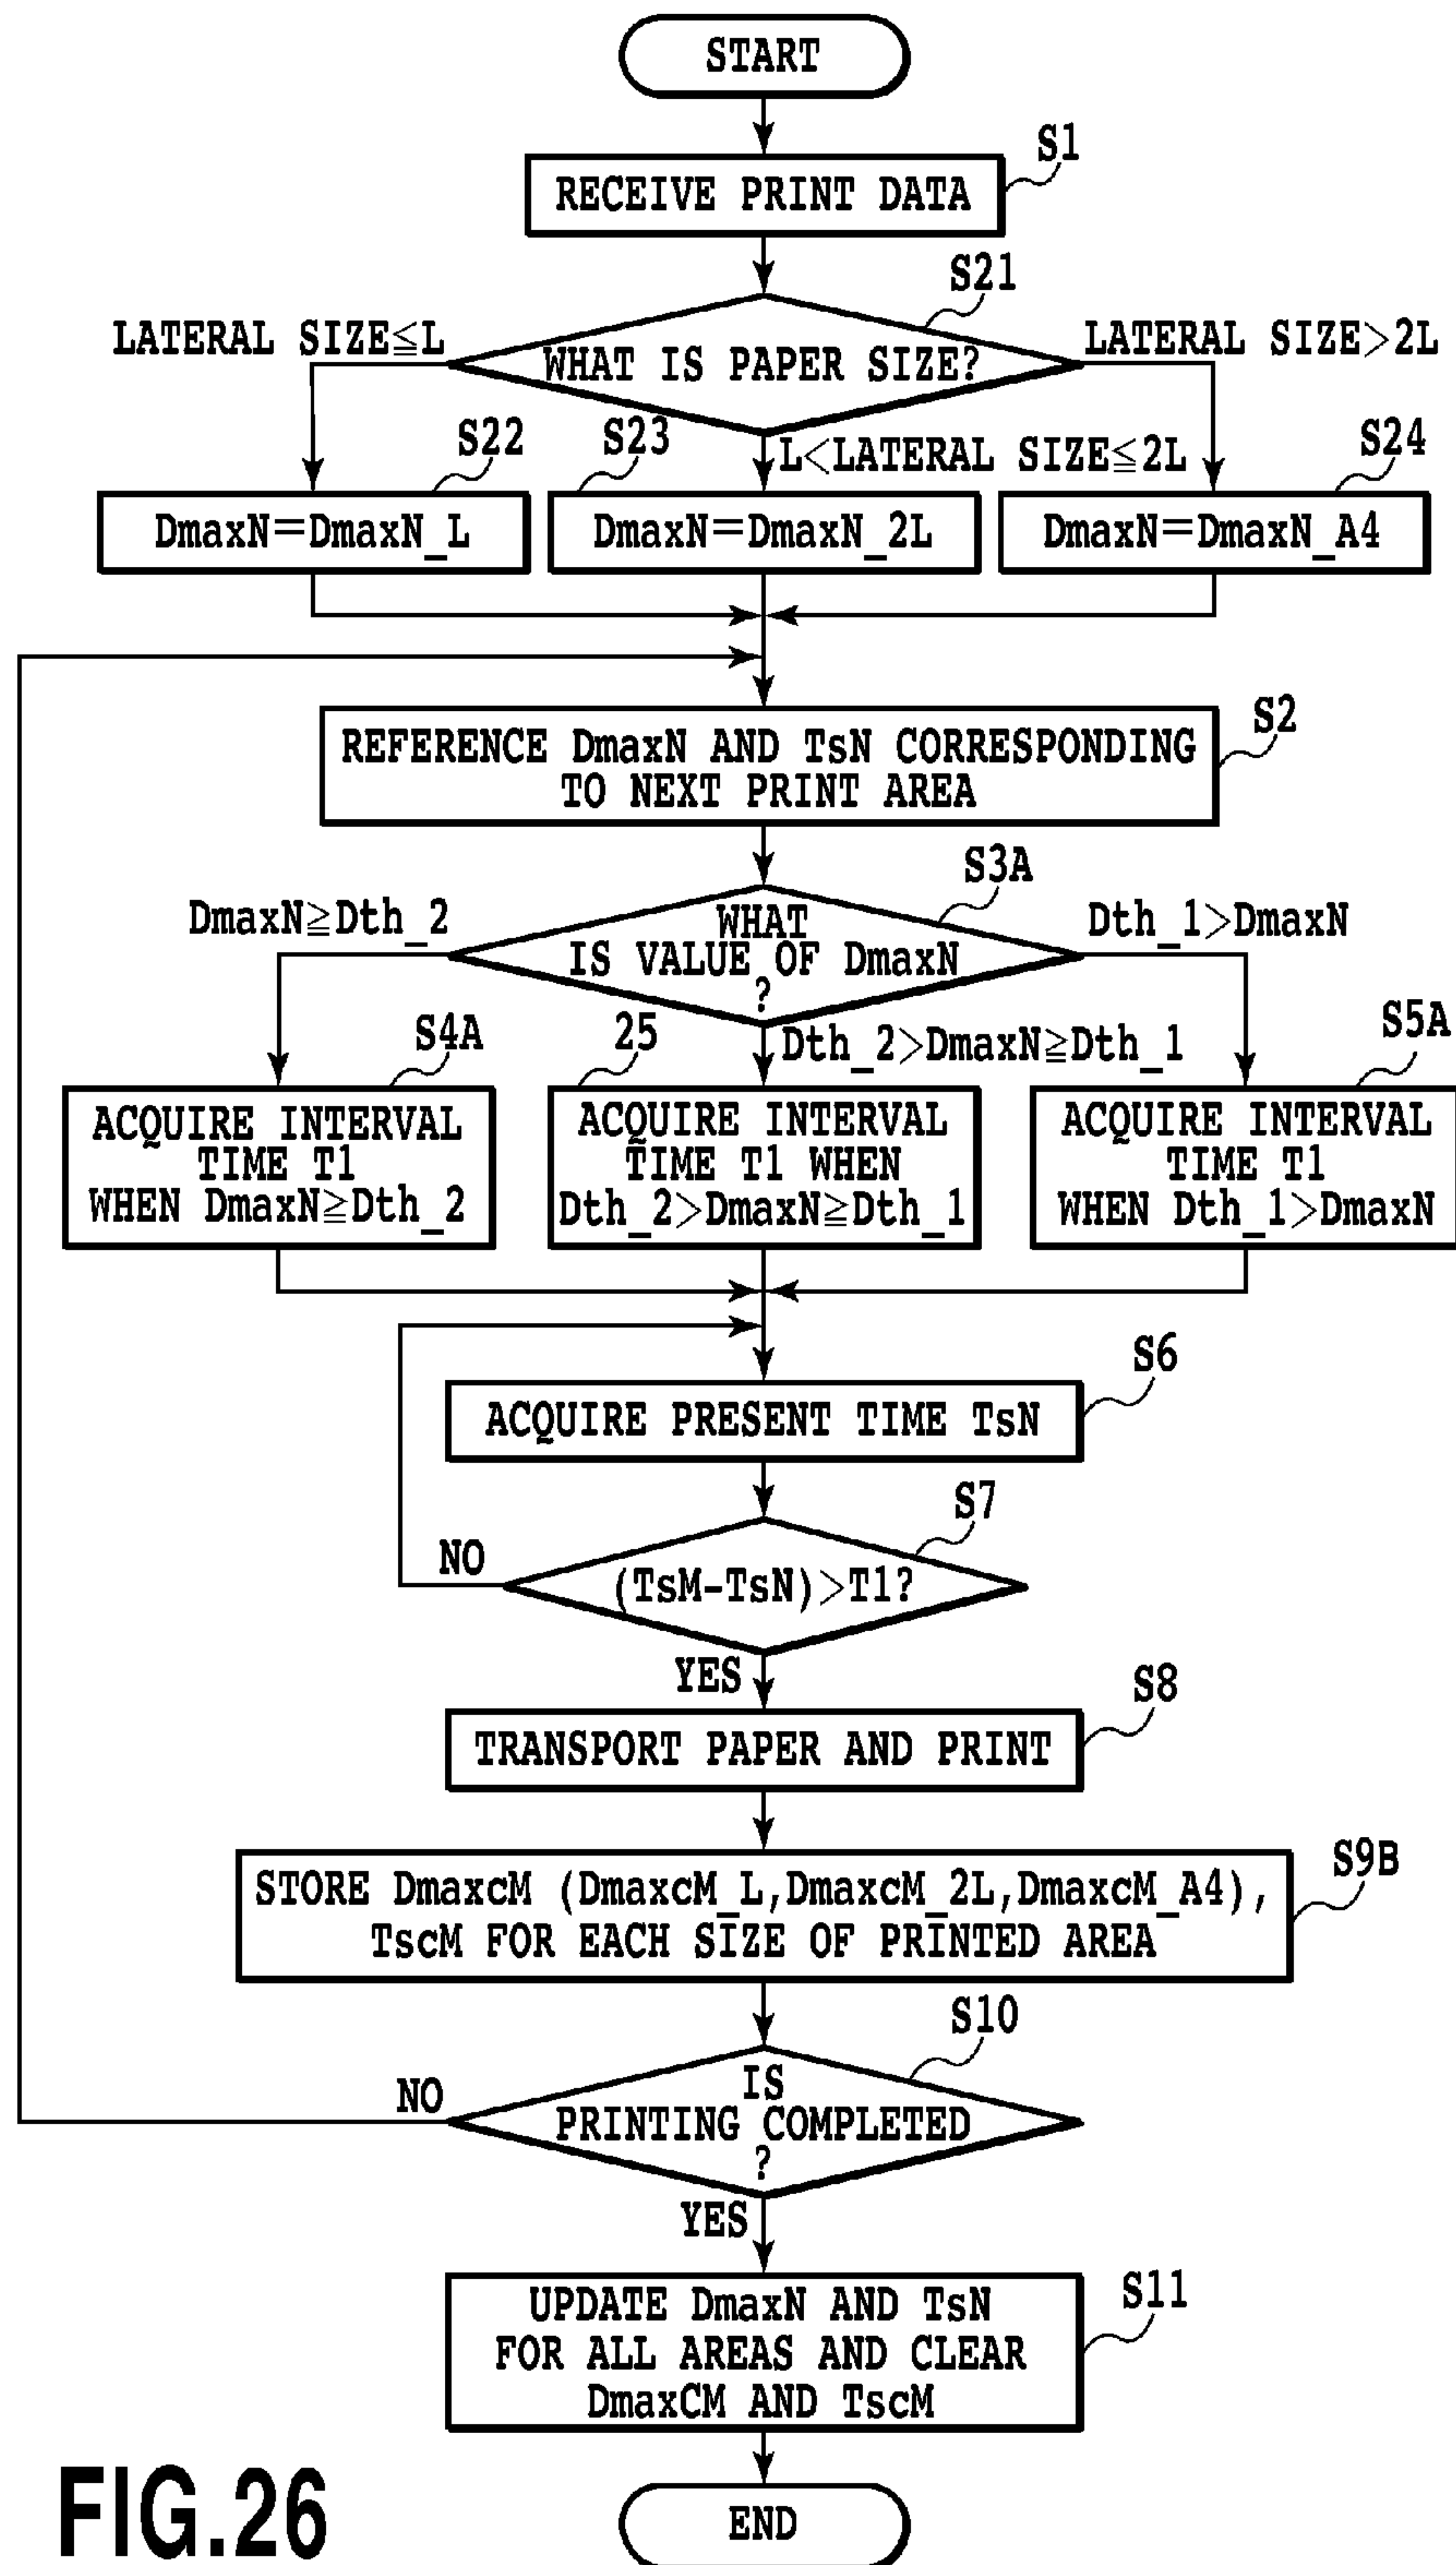 START
S1
RECEIVE PRINT DATA
S21
LATERAL SIZE≦L
WHAT IS PAPER SIZE?
LATERAL SIZE>2L
S22
S23
L<LATERAL SIZE≦2L
S24
DmaxN=DmaxN_L
DmaxN=DmaxN_2L
DmaxN=DmaxN_A4
S2
REFERENCE DmaxN AND TsN CORRESPONDING
TO NEXT PRINT AREA
S3A
DmaxN≧Dth_2
WHAT
IS VALUE OF DmaxN
?
Dth_1>DmaxN
S4A
25
Dth_2>DmaxN≧Dth_1
S5A
ACQUIRE INTERVAL
TIME T1
WHEN DmaxN≧Dth_2
ACQUIRE INTERVAL
TIME T1 WHEN
Dth_2>DmaxN≧Dth_1
ACQUIRE INTERVAL
TIME T1
WHEN Dth_1>DmaxN
S6
ACQUIRE PRESENT TIME TsN
S7
NO
(TsM-TsN)>T1?
YES
S8
TRANSPORT PAPER AND PRINT
S9B
STORE DmaxcM (DmaxcM_L,DmaxcM_2L,DmaxcM_A4),
TscM FOR EACH SIZE OF PRINTED AREA
S10
NO
IS
PRINTING COMPLETED
?
YES
S11
UPDATE DmaxN AND TsN
FOR ALL AREAS AND CLEAR
DmaxCM AND TscM
END
FIG.26